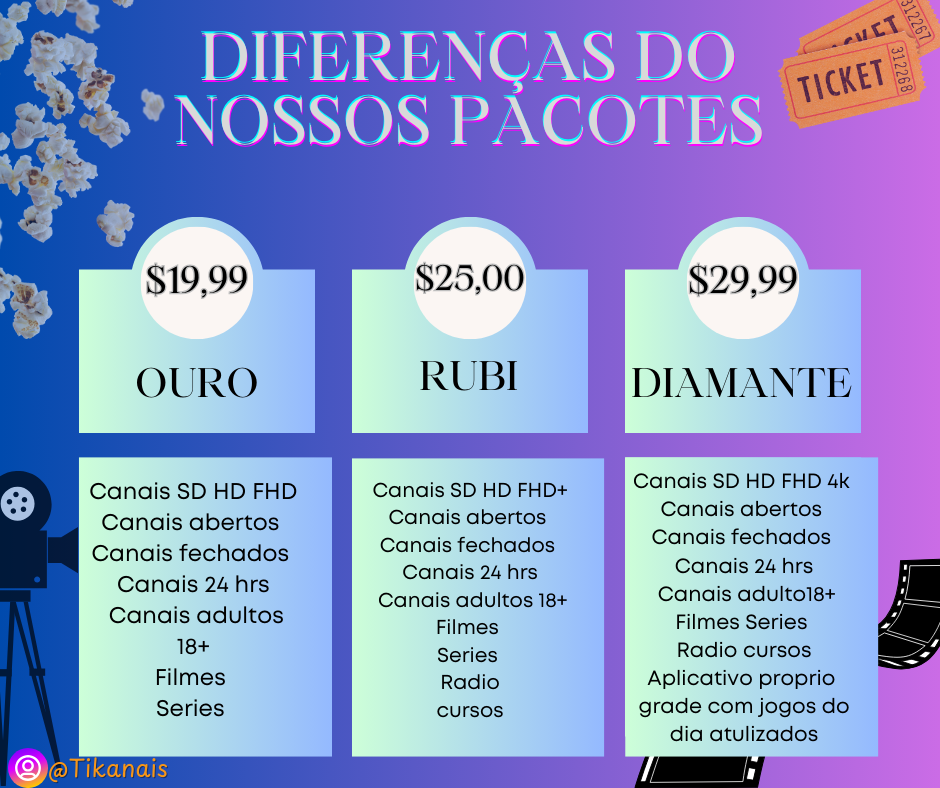 DIFERENÇAS DO
NOSSOS PACOTES
TICKET
312267
TICKET
312268
$19,99
OURO
Canais SD HD FHD
Canais abertos
Canais fechados
Canais 24 hrs
Canais adultos
18+
Filmes
Series
$25,00
RUBI
Canais SD HD FHD+
Canais abertos
Canais fechados
Canais 24 hrs
Canais adultos 18+
Filmes
Series
Radio
cursos
$29,99
DIAMANTE
Canais SD HD FHD 4k
Canais abertos
Canais fechados
Canais 24 hrs
Canais adulto18+
Filmes Series
Radio cursos
Aplicativo proprio
grade com jogos do
dia atulizados
@Tikanais